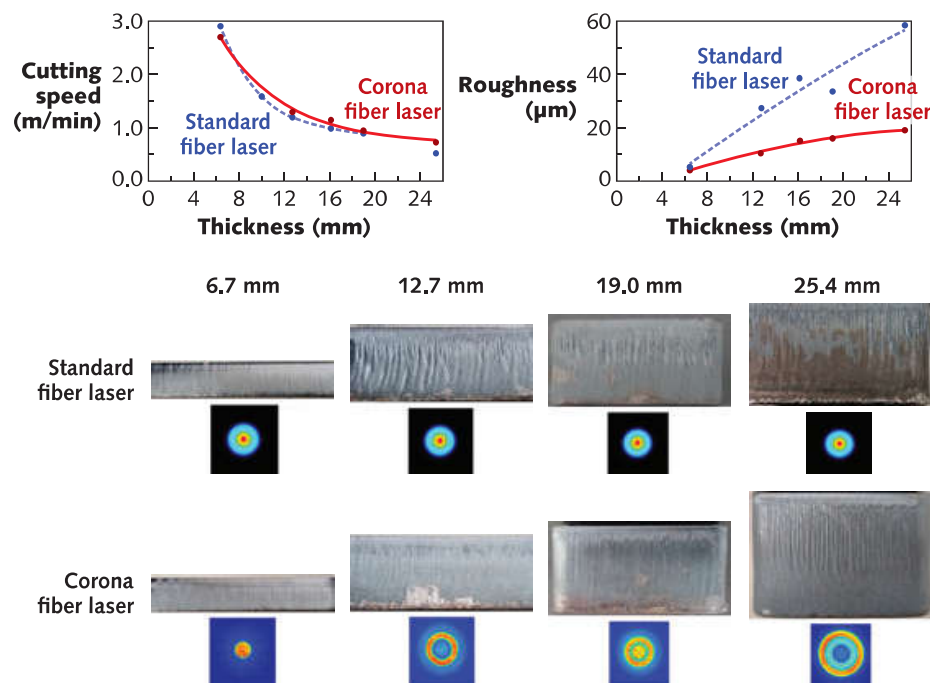 3.0
2.0
1.0
0.0
Cutting
speed
(m/min)
Corona
fiber laser
Standard
fiber laser
0 4 8 12 16 20 24
Thickness (mm)
60
40
20
0
Roughness
(μm)
Standard
fiber laser
Corona
fiber laser
0 4 8 12 16 20 24
Thickness (mm)
6.7 mm 12.7 mm 19.0 mm 25.4 mm
Standard
fiber laser
Corona
fiber laser